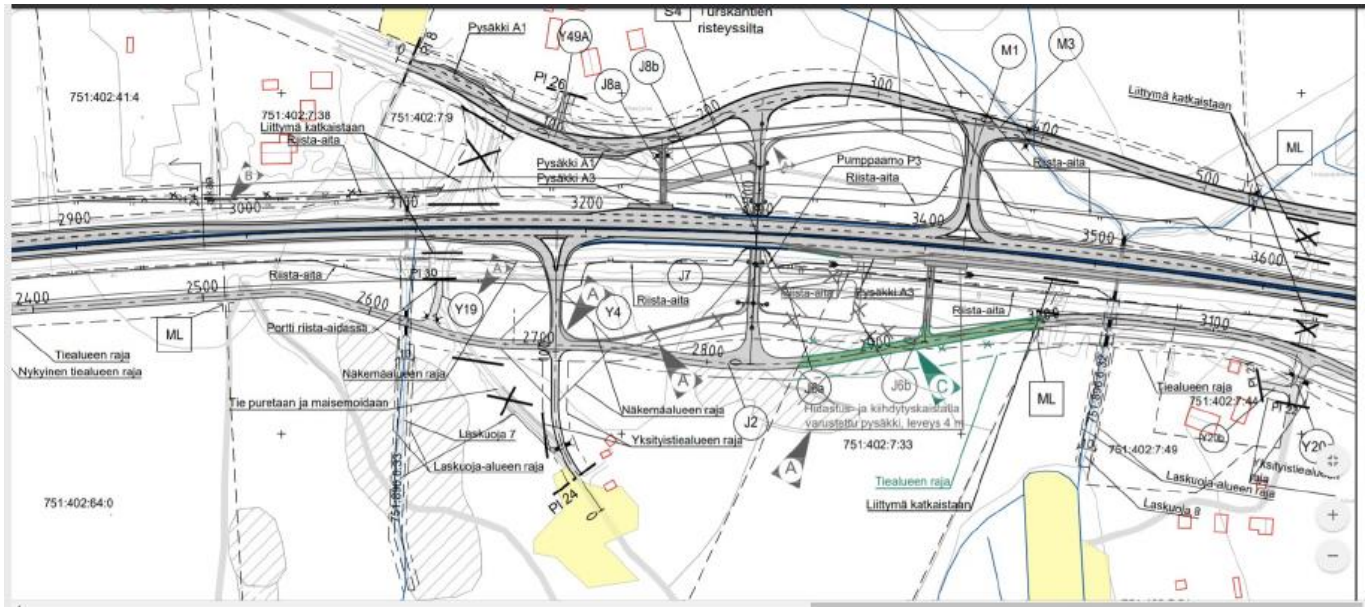 Pysäkki A1
S4
Turskantien
risteyssilta
Y49A
Pl 26
J8a
J8b
M1
M3
751:402:41:4
751:402:7:38
751:402:7:9
Liittymä katkaistaan
Riista-aita
Liittymä katkaistaan
ML
300
500
Pysäkki A1
Pysäkki A3
Pumppaamo P3
Riista-aita
Riista-aita
B
2900
3000
3100
3200
3400
3500
3600
Riista-aita
Pl 30
A
J7
Riista-aita
Riista-aita
Pysäkki A3
Riista-aita
2400
2500
2600
Y19
A
Y4
Portti riista-aidassa
ML
2700
2800
3100
Tiealueen raja
Nykyinen tiealueen raja
Näkemäalueen raja
A
J6b
C
Tiealueen raja
751:402:7:44
Tie puretaan ja maisemoidaan
Näkemäalueen raja
J2
Hidastus- ja kiihdytyskaistalla
varustettu pysäkki, leveys 4 m
ML
Laskuoja 7
Yksityistiealueen raja
751:402:7:33
751:402:7:49
Y20b
Laskuoja-alueen raja
A
Laskuoja-alueen raja
Tiealueen raja
Liittymä katkaistaan
Laskuoja 8
751:402:64:0
Pl 24